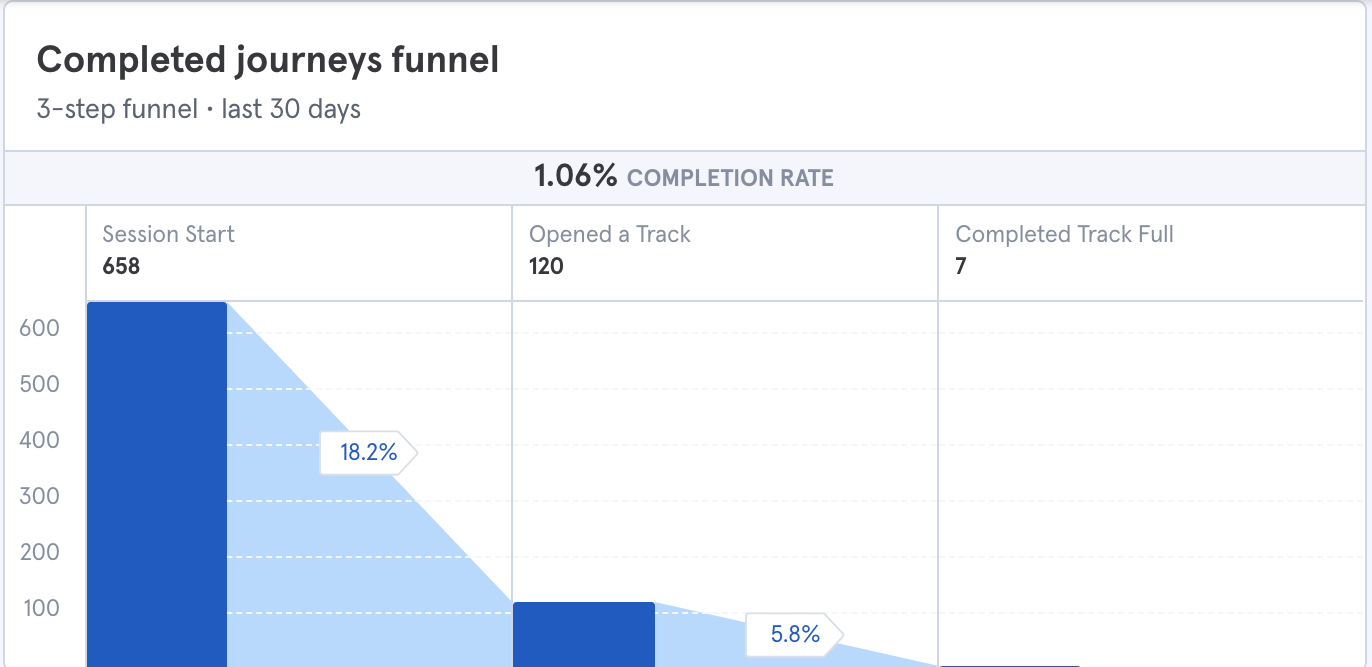 Completed journeys funnel
3-step funnel · last 30 days
1.06% COMPLETION RATE
Session Start
658
Opened a Track
120
Completed Track Full
7
600
500
400
300
200
100
18.2%
5.8%